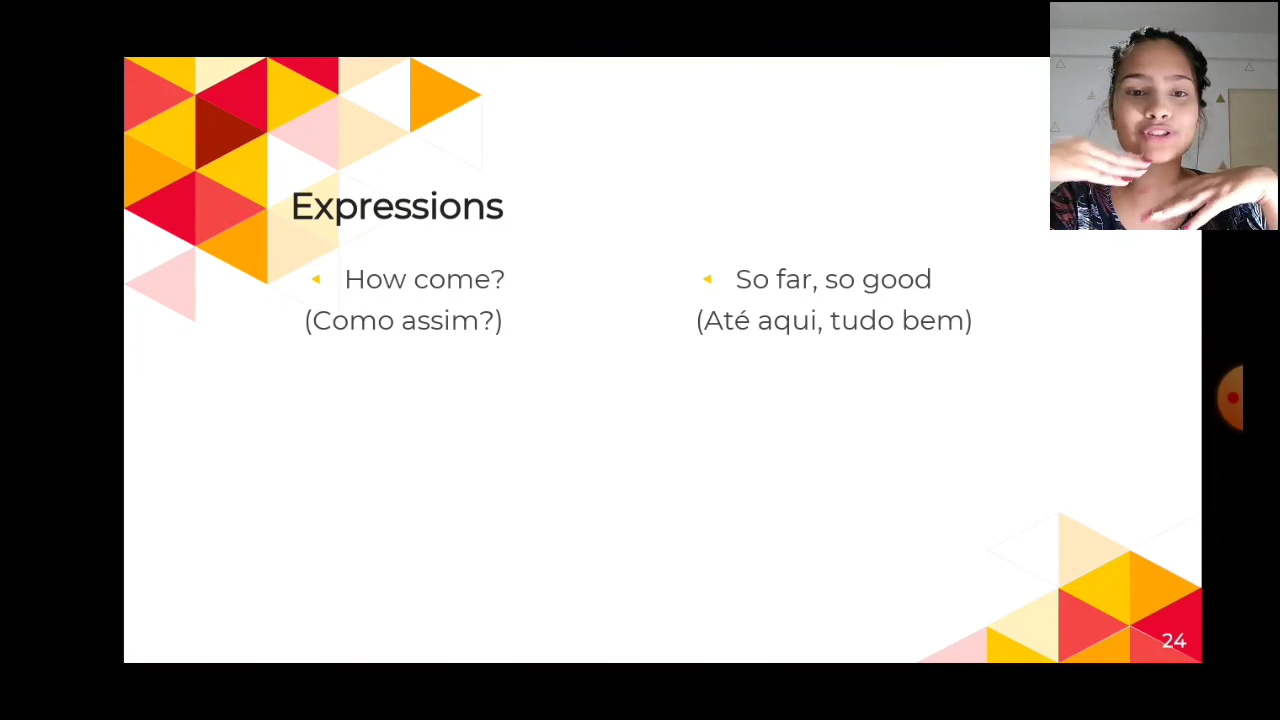 Expressions
How come?
(Como assim?)
So far, so good
(Até aqui, tudo bem)
24